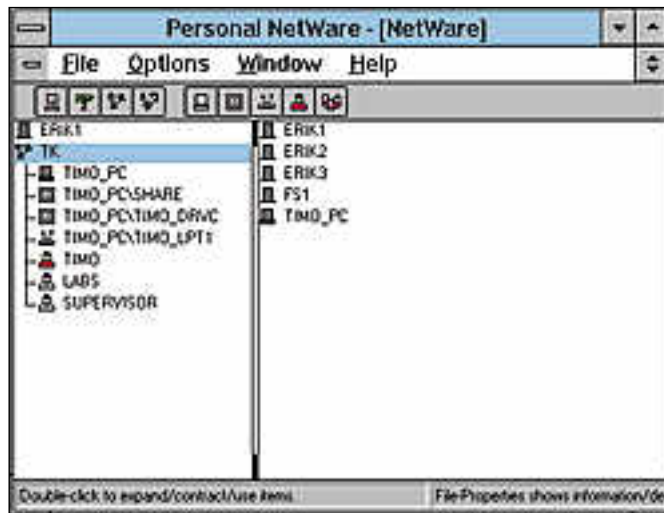 Personal NetWare - [NetWare]
File Options Window Help
ERIK1
TK
TIMO_PC
TIMO_PC\SHARE
TIMO_PC\TIMO_DRVC
TIMO_PC\TIMO_LPT1
TIMO
LABS
SUPERVISOR
ERIK1
ERIK2
ERIK3
FS1
TIMO_PC
Double-click to expand/contract/use items
File-Properties shows information/de